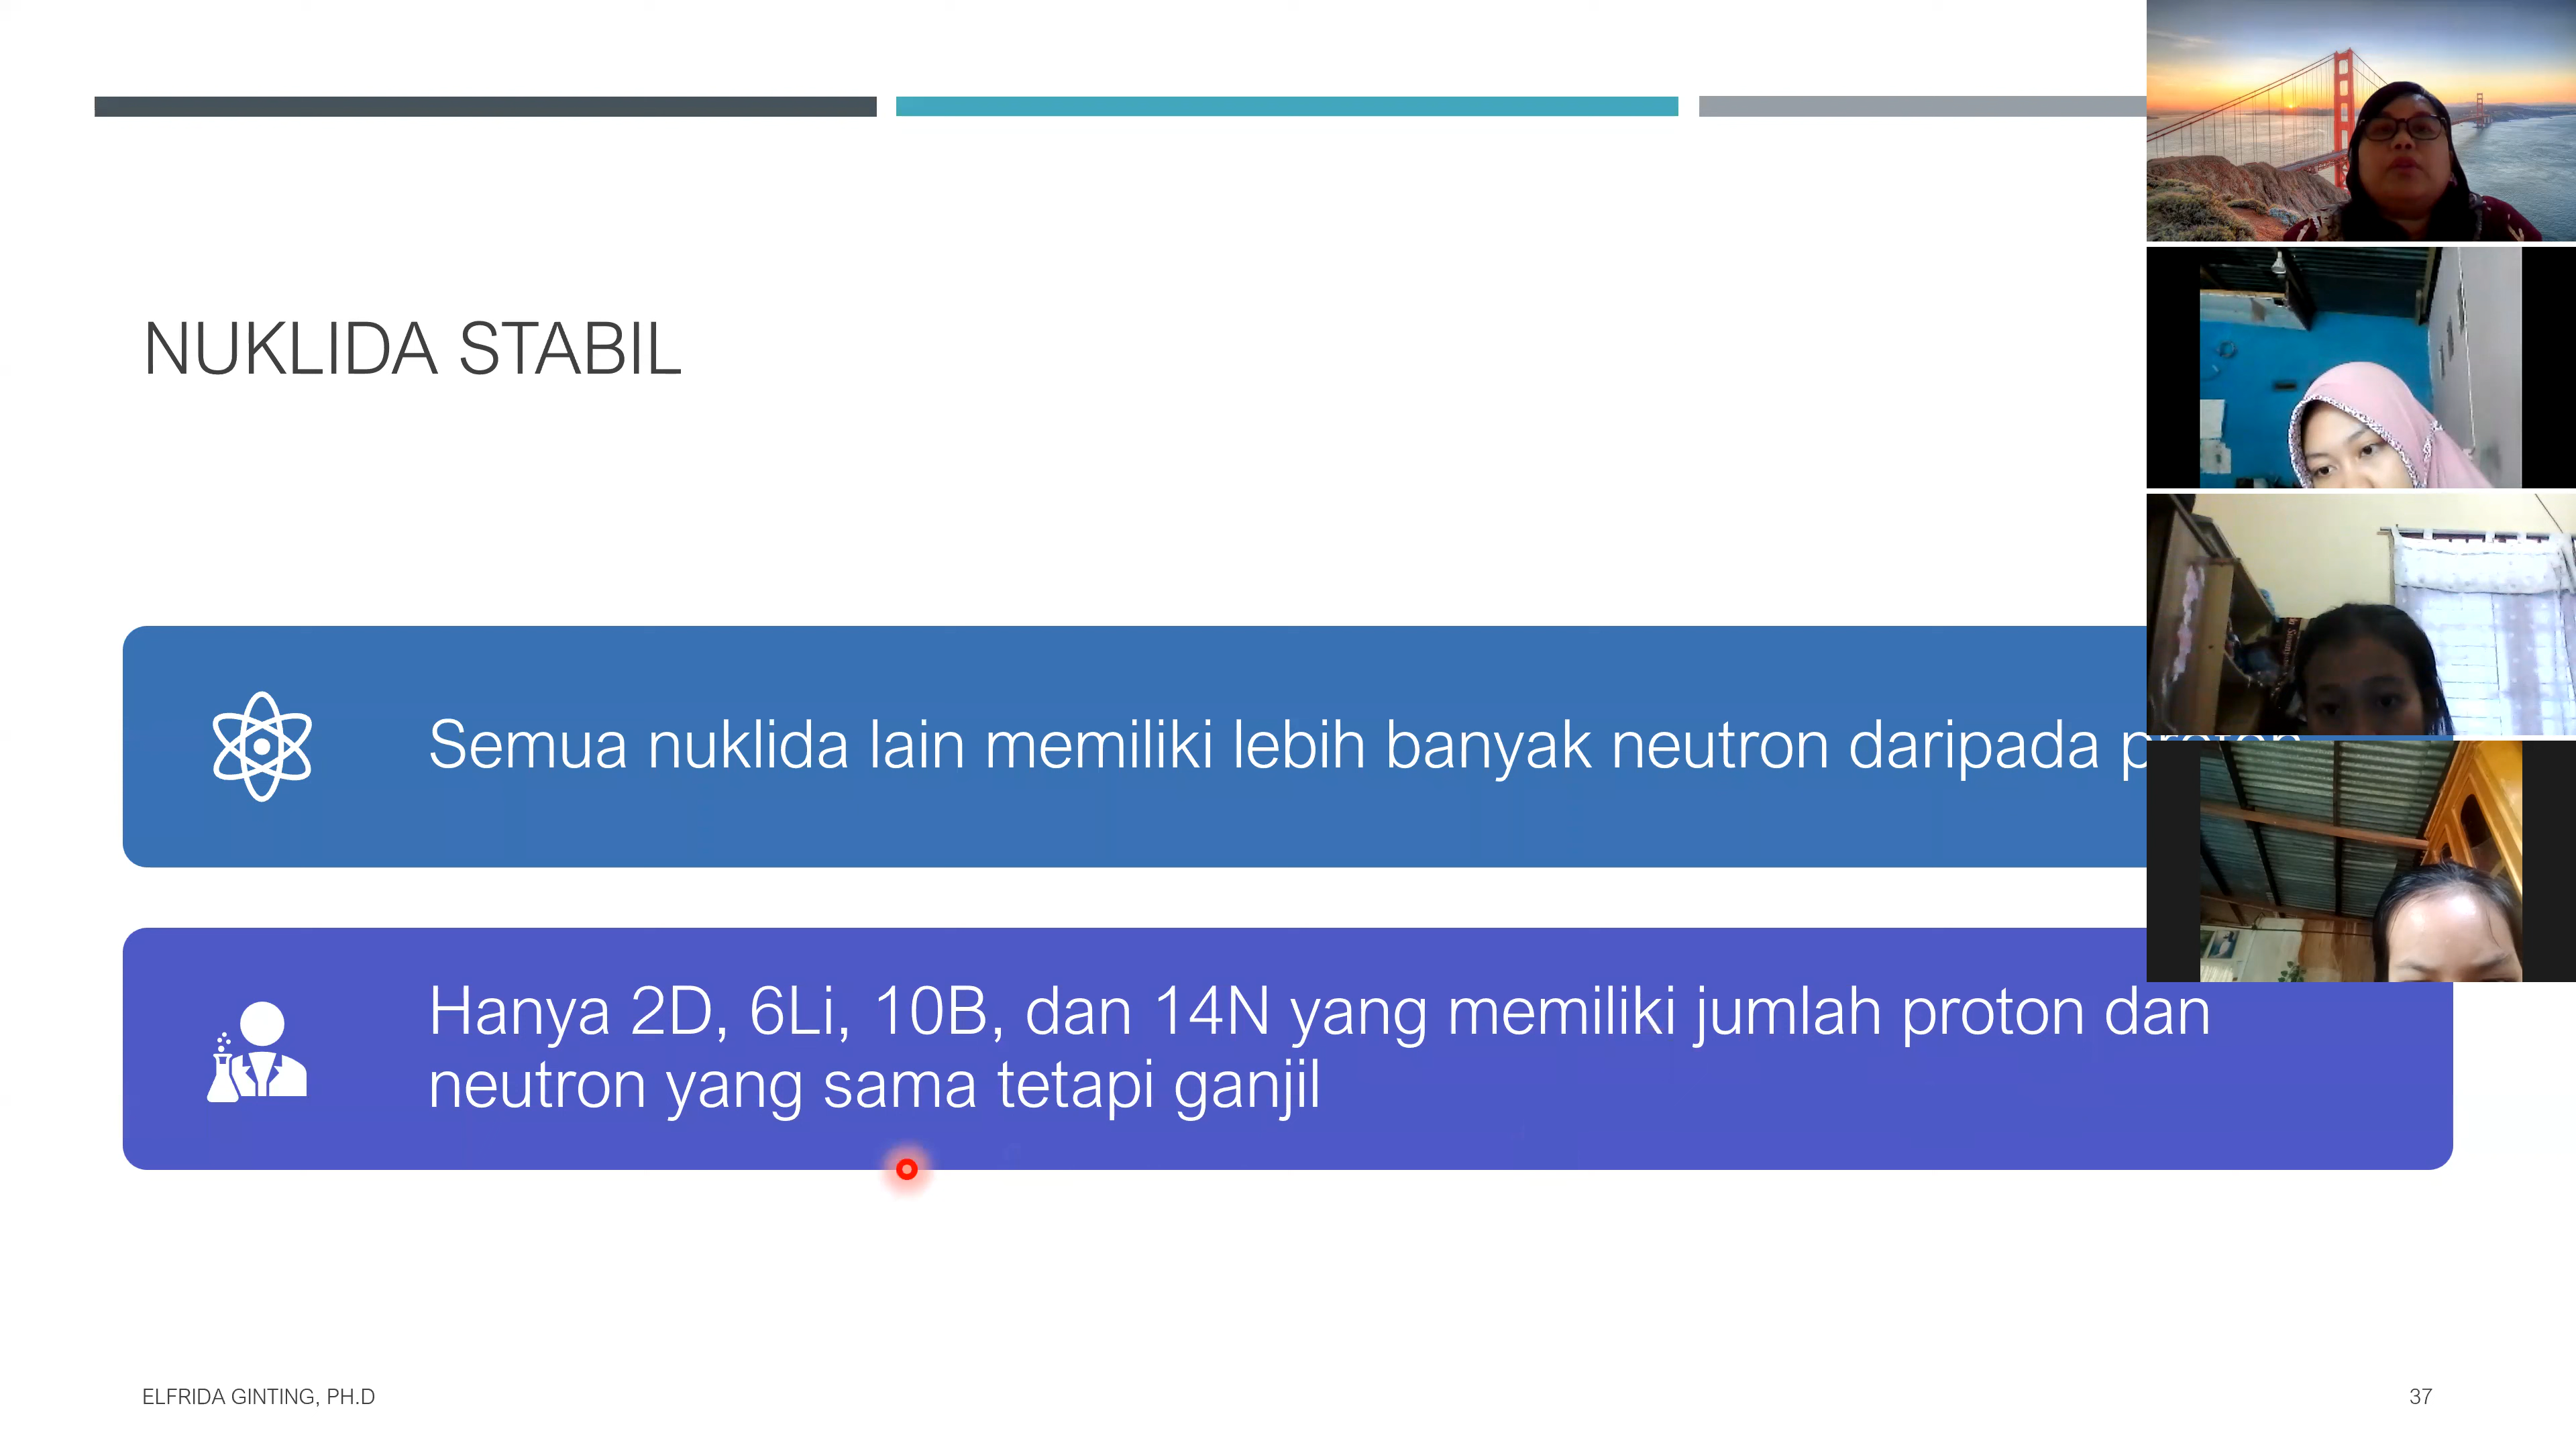 NUKLIDA STABIL
Semua nuklida lain memiliki lebih banyak neutron daripada proton
Hanya 2D, 6Li, 10B, dan 14N yang memiliki jumlah proton dan
neutron yang sama tetapi ganjil
ELFRIDA GINTING, PH.D
37